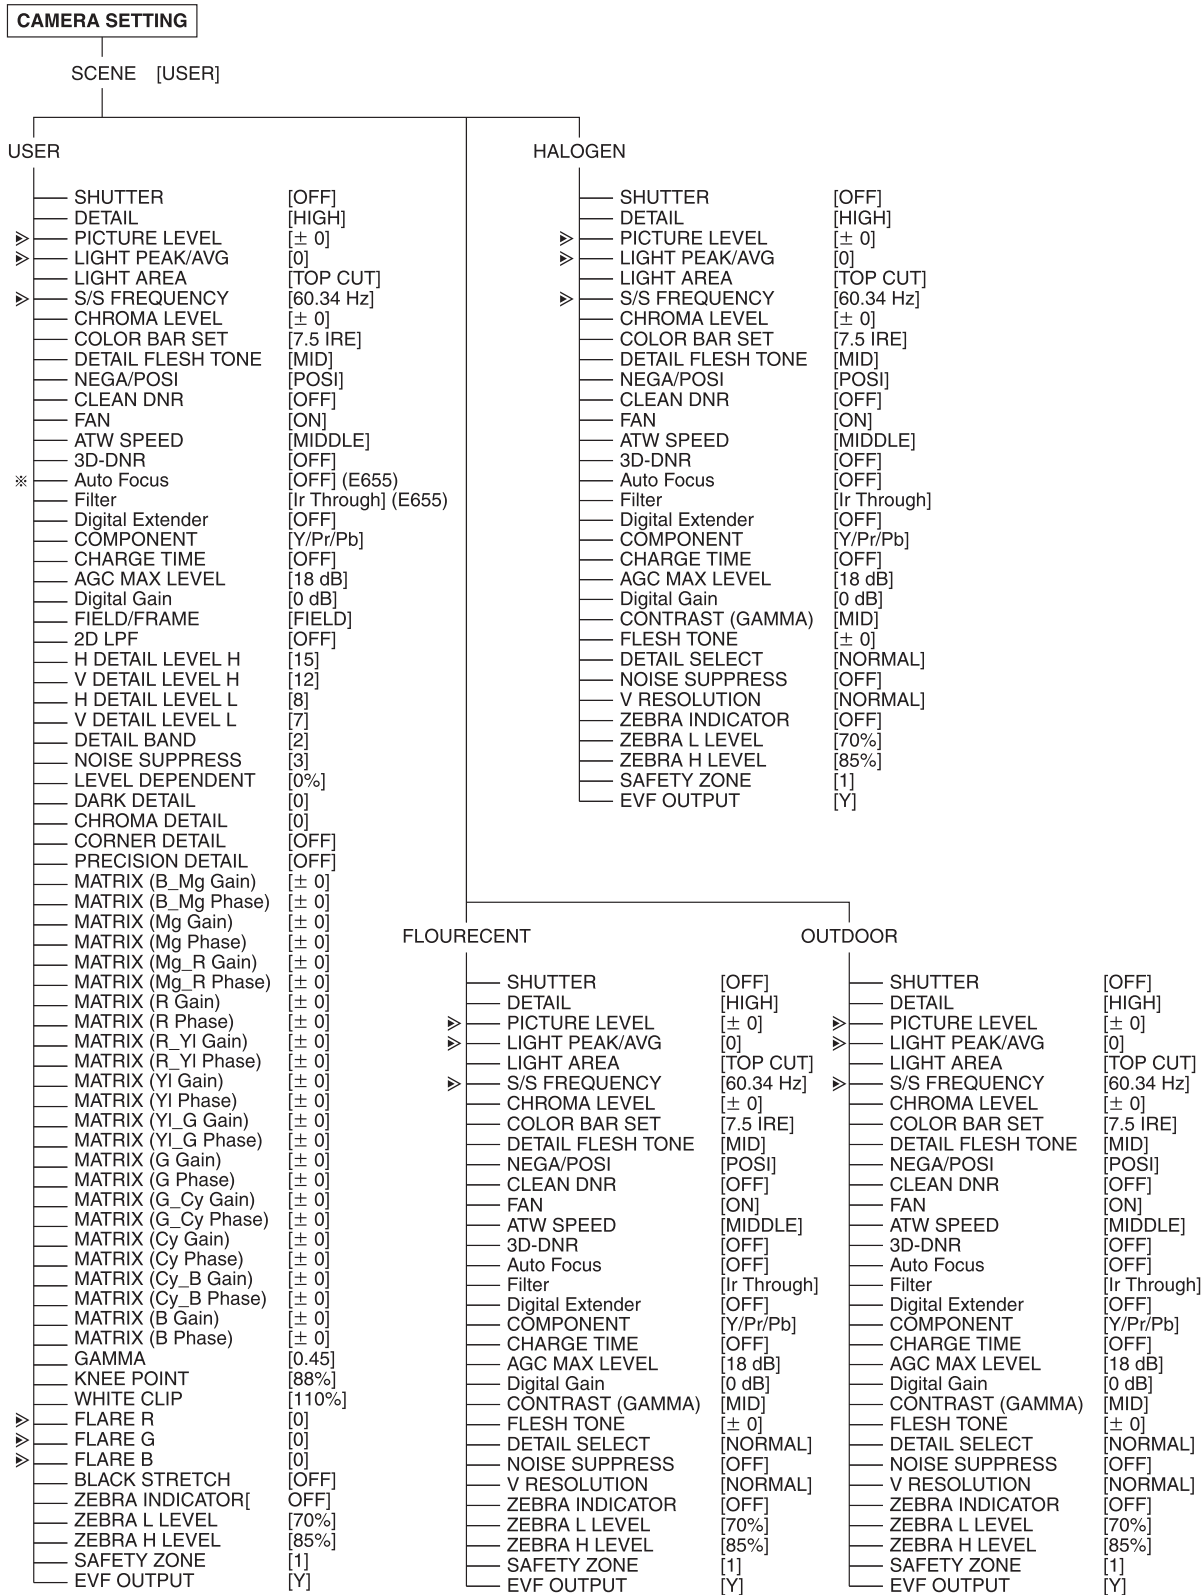 CAMERA SETTING
SCENE [USER]
USER
SHUTTER [OFF]
DETAIL [HIGH]
PICTURE LEVEL [± 0]
LIGHT PEAK/AVG [0]
LIGHT AREA [TOP CUT]
S/S FREQUENCY [60.34 Hz]
CHROMA LEVEL [± 0]
COLOR BAR SET [7.5 IRE]
DETAIL FLESH TONE [MID]
NEGA/POSI [POSI]
CLEAN DNR [OFF]
FAN [ON]
ATW SPEED [MIDDLE]
3D-DNR [OFF]
※ Auto Focus [OFF] (E655)
Filter [Ir Through] (E655)
Digital Extender [OFF]
COMPONENT [Y/Pr/Pb]
CHARGE TIME [OFF]
AGC MAX LEVEL [18 dB]
Digital Gain [0 dB]
FIELD/FRAME [FIELD]
2D LPF [OFF]
H DETAIL LEVEL H [15]
V DETAIL LEVEL H [12]
H DETAIL LEVEL L [8]
V DETAIL LEVEL L [7]
DETAIL BAND [2]
NOISE SUPPRESS [3]
LEVEL DEPENDENT [0%]
DARK DETAIL [0]
CHROMA DETAIL [0]
CORNER DETAIL [OFF]
PRECISION DETAIL [OFF]
MATRIX (B_Mg Gain) [± 0]
MATRIX (B_Mg Phase) [± 0]
MATRIX (Mg Gain) [± 0]
MATRIX (Mg Phase) [± 0]
MATRIX (Mg_R Gain) [± 0]
MATRIX (Mg_R Phase) [± 0]
MATRIX (R Gain) [± 0]
MATRIX (R Phase) [± 0]
MATRIX (R_Yl Gain) [± 0]
MATRIX (R_Yl Phase) [± 0]
MATRIX (Yl Gain) [± 0]
MATRIX (Yl Phase) [± 0]
MATRIX (Yl_G Gain) [± 0]
MATRIX (Yl_G Phase) [± 0]
MATRIX (G Gain) [± 0]
MATRIX (G Phase) [± 0]
MATRIX (G_Cy Gain) [± 0]
MATRIX (G_Cy Phase) [± 0]
MATRIX (Cy Gain) [± 0]
MATRIX (Cy Phase) [± 0]
MATRIX (Cy_B Gain) [± 0]
MATRIX (Cy_B Phase) [± 0]
MATRIX (B Gain) [± 0]
MATRIX (B Phase) [± 0]
GAMMA [0.45]
KNEE POINT [88%]
WHITE CLIP [110%]
FLARE R [0]
FLARE G [0]
FLARE B [0]
BLACK STRETCH [OFF]
ZEBRA INDICATOR[ OFF]
ZEBRA L LEVEL [70%]
ZEBRA H LEVEL [85%]
SAFETY ZONE [1]
EVF OUTPUT [Y]
HALOGEN
SHUTTER [OFF]
DETAIL [HIGH]
PICTURE LEVEL [± 0]
LIGHT PEAK/AVG [0]
LIGHT AREA [TOP CUT]
S/S FREQUENCY [60.34 Hz]
CHROMA LEVEL [± 0]
COLOR BAR SET [7.5 IRE]
DETAIL FLESH TONE [MID]
NEGA/POSI [POSI]
CLEAN DNR [OFF]
FAN [ON]
ATW SPEED [MIDDLE]
3D-DNR [OFF]
Auto Focus [OFF]
Filter [Ir Through]
Digital Extender [OFF]
COMPONENT [Y/Pr/Pb]
CHARGE TIME [OFF]
AGC MAX LEVEL [18 dB]
Digital Gain [0 dB]
CONTRAST (GAMMA) [MID]
FLESH TONE [± 0]
DETAIL SELECT [NORMAL]
NOISE SUPPRESS [OFF]
V RESOLUTION [NORMAL]
ZEBRA INDICATOR [OFF]
ZEBRA L LEVEL [70%]
ZEBRA H LEVEL [85%]
SAFETY ZONE [1]
EVF OUTPUT [Y]
FLOURECENT
SHUTTER [OFF]
DETAIL [HIGH]
PICTURE LEVEL [± 0]
LIGHT PEAK/AVG [0]
LIGHT AREA [TOP CUT]
S/S FREQUENCY [60.34 Hz]
CHROMA LEVEL [± 0]
COLOR BAR SET [7.5 IRE]
DETAIL FLESH TONE [MID]
NEGA/POSI [POSI]
CLEAN DNR [OFF]
FAN [ON]
ATW SPEED [MIDDLE]
3D-DNR [OFF]
Auto Focus [OFF]
Filter [Ir Through]
Digital Extender [OFF]
COMPONENT [Y/Pr/Pb]
CHARGE TIME [OFF]
AGC MAX LEVEL [18 dB]
Digital Gain [0 dB]
CONTRAST (GAMMA) [MID]
FLESH TONE [± 0]
DETAIL SELECT [NORMAL]
NOISE SUPPRESS [OFF]
V RESOLUTION [NORMAL]
ZEBRA INDICATOR [OFF]
ZEBRA L LEVEL [70%]
ZEBRA H LEVEL [85%]
SAFETY ZONE [1]
EVF OUTPUT [Y]
OUTDOOR
SHUTTER [OFF]
DETAIL [HIGH]
PICTURE LEVEL [± 0]
LIGHT PEAK/AVG [0]
LIGHT AREA [TOP CUT]
S/S FREQUENCY [60.34 Hz]
CHROMA LEVEL [± 0]
COLOR BAR SET [7.5 IRE]
DETAIL FLESH TONE [MID]
NEGA/POSI [POSI]
CLEAN DNR [OFF]
FAN [ON]
ATW SPEED [MIDDLE]
3D-DNR [OFF]
Auto Focus [OFF]
Filter [Ir Through]
Digital Extender [OFF]
COMPONENT [Y/Pr/Pb]
CHARGE TIME [OFF]
AGC MAX LEVEL [18 dB]
Digital Gain [0 dB]
CONTRAST (GAMMA) [MID]
FLESH TONE [± 0]
DETAIL SELECT [NORMAL]
NOISE SUPPRESS [OFF]
V RESOLUTION [NORMAL]
ZEBRA INDICATOR [OFF]
ZEBRA L LEVEL [70%]
ZEBRA H LEVEL [85%]
SAFETY ZONE [1]
EVF OUTPUT [Y]